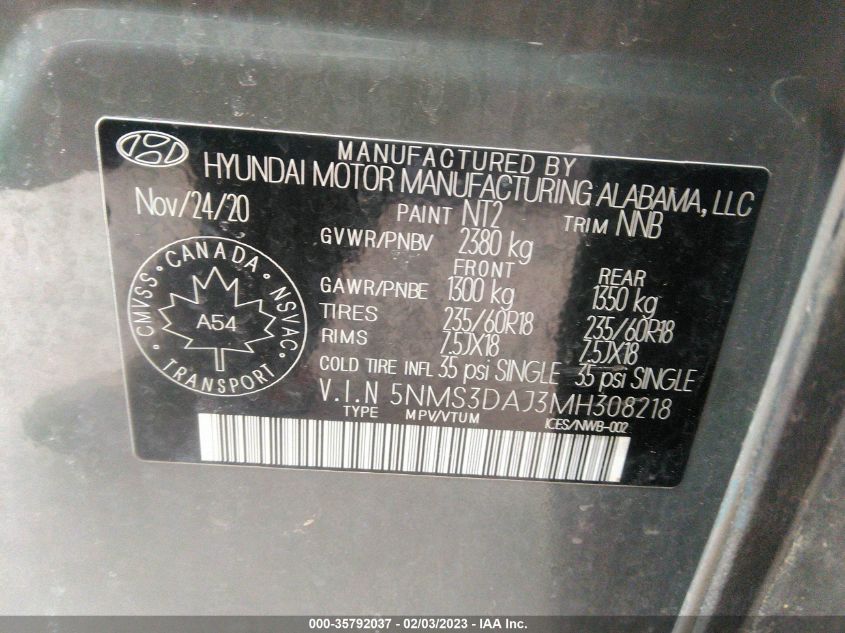 MANUFACTURED BY
HYUNDAI MOTOR MANUFACTURING ALABAMA, LLC
Nov/24/20
PAINT NT2 TRIM NNB
GVWR/PNBV 2380 kg
FRONT REAR
GAWR/PNBE 1300 kg 1350 kg
TIRES 235/60R18 235/60R18
RIMS 7.5JX18 7.5JX18
COLD TIRE INFL 35 psi SINGLE 35 psi SINGLE
V.I.N 5NMS3DAJ3MH308218
TYPE MPV/VTUM ICES/NWB-002
CMVSS • CANADA • NSVAC • TRANSPORT •
A54
000-35792037 - 02/03/2023 - IAA Inc.